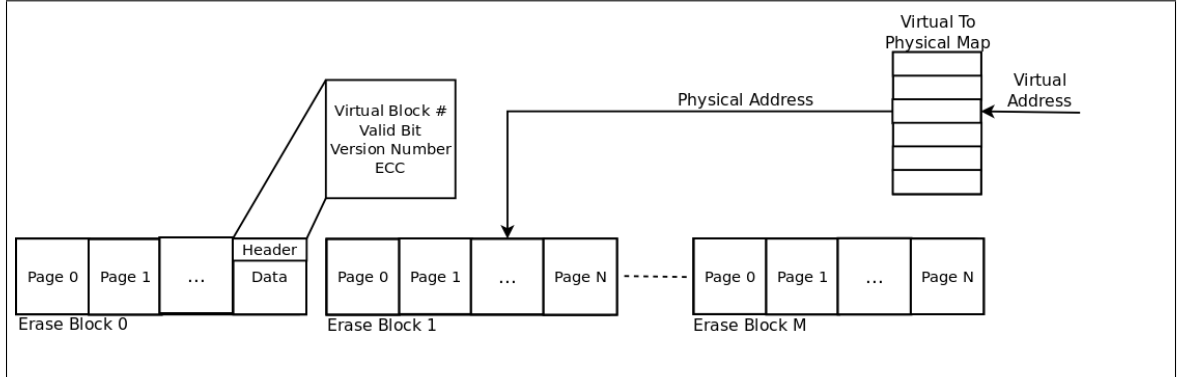 Virtual To
Physical Map
Virtual
Address
Physical Address
Virtual Block #
Valid Bit
Version Number
ECC
Header
Page 0
Page 1
...
Data
Page 0
Page 1
...
Page N
Page 0
Page 1
...
Page N
Erase Block 0
Erase Block 1
Erase Block M